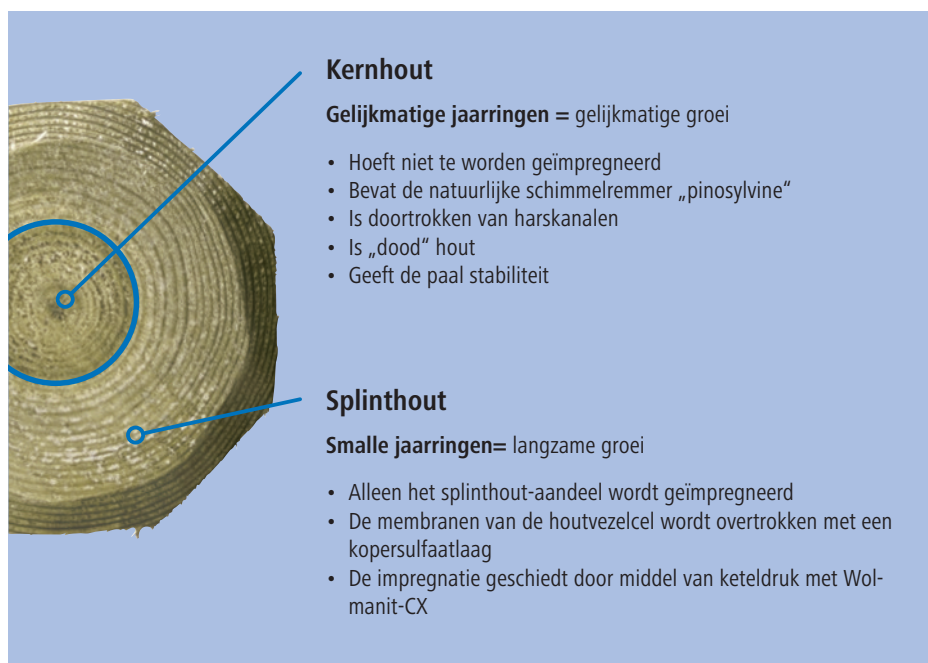 Kernhout
Gelijkmatige jaarringen = gelijkmatige groei
• Hoeft niet te worden geïmpregneerd
• Bevat de natuurlijke schimmelremmer „pinosylvine“
• Is doortrokken van harskanalen
• Is „dood“ hout
• Geeft de paal stabiliteit
Splinthout
Smalle jaarringen= langzame groei
• Alleen het splinthout-aandeel wordt geïmpregneerd
• De membranen van de houtvezelcel wordt overtrokken met een
kopersulfaatlaag
• De impregnatie geschiedt door middel van keteldruk met Wol-
manit-CX